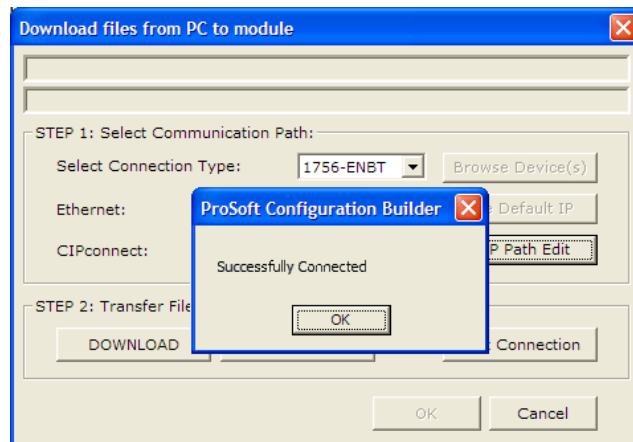 Download files from PC to module
STEP 1: Select Communication Path:
Select Connection Type:
1756-ENBT
Browse Device(s)
Ethernet:
Default IP
CIPconnect:
Path Edit
ProSoft Configuration Builder
Successfully Connected
OK
STEP 2: Transfer File
DOWNLOAD
Connection
OK
Cancel